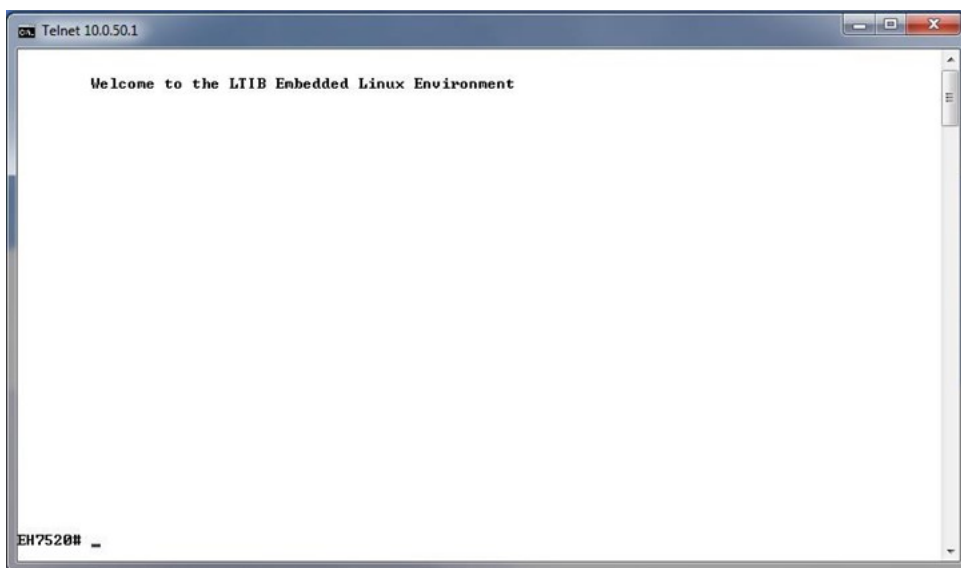 Telnet 10.0.50.1
Welcome to the LTIB Embedded Linux Environment
EH7520# _